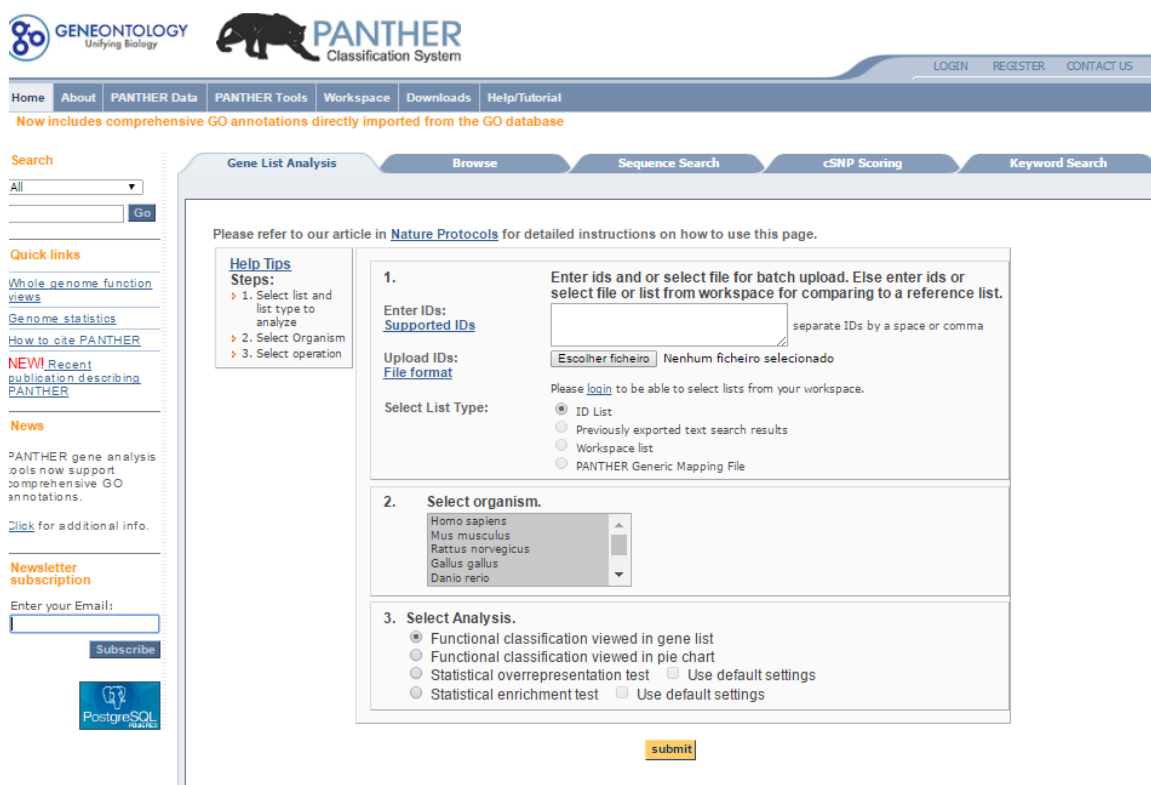 go GENEONTOLOGY
Unifying Biology
PANTHER
Classification System
LOGIN REGISTER CONTACT US
Home About PANTHER Data PANTHER Tools Workspace Downloads Help/Tutorial
Now includes comprehensive GO annotations directly imported from the GO database
Search
All
Go
Quick links
Whole genome function
views
Genome statistics
How to cite PANTHER
NEW! Recent
publication describing
PANTHER
News
PANTHER gene analysis
tools now support
comprehensive GO
annotations.
Click for additional info.
Newsletter
subscription
Enter your Email:
Subscribe
PostgreSQL
POWERED
Gene List Analysis Browse Sequence Search cSNP Scoring Keyword Search
Please refer to our article in Nature Protocols for detailed instructions on how to use this page.
Help Tips
Steps:
1. Select list and
list type to
analyze
2. Select Organism
3. Select operation
1. Enter ids and or select file for batch upload. Else enter ids or
select file or list from workspace for comparing to a reference list.
Enter IDs:
Supported IDs
separate IDs by a space or comma
Upload IDs:
File format
Escolher ficheiro Nenhum ficheiro selecionado
Please login to be able to select lists from your workspace.
Select List Type:
ID List
Previously exported text search results
Workspace list
PANTHER Generic Mapping File
2. Select organism.
Homo sapiens
Mus musculus
Rattus norvegicus
Gallus gallus
Danio rerio
3. Select Analysis.
Functional classification viewed in gene list
Functional classification viewed in pie chart
Statistical overrepresentation test Use default settings
Statistical enrichment test Use default settings
submit